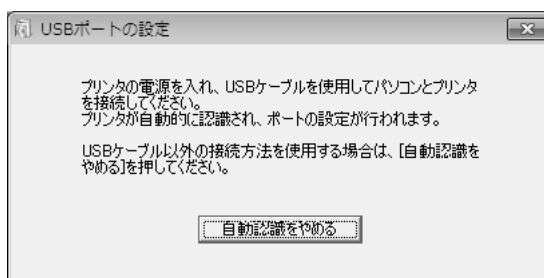 USBポートの設定
プリンタの電源を入れ、USBケーブルを使用してパソコンとプリンタ
を接続してください。
プリンタが自動的に認識され、ポートの設定が行われます。
USBケーブル以外の接続方法を使用する場合は、[自動認識を
やめる]を押してください。
自動認識をやめる